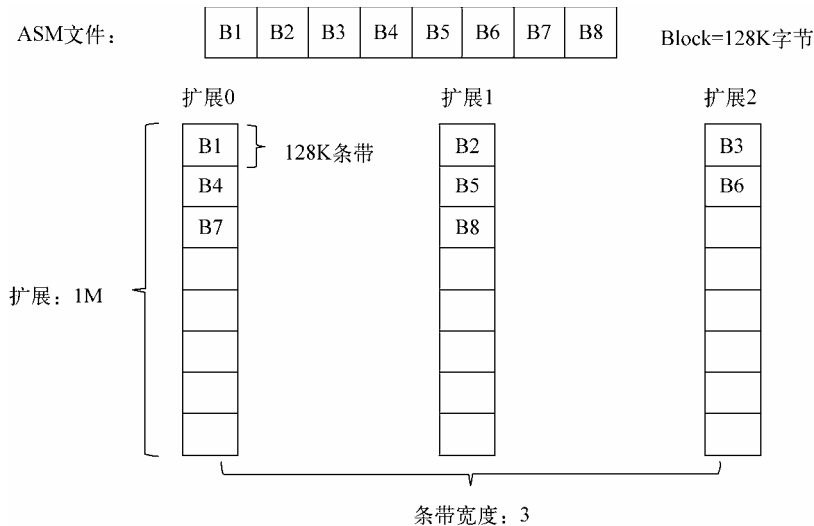 ASM文件： B1 B2 B3 B4 B5 B6 B7 B8 Block=128K字节
扩展0 扩展1 扩展2
B1 128K条带 B2 B3
B4 B5 B6
B7 B8
扩展：1M
条带宽度：3